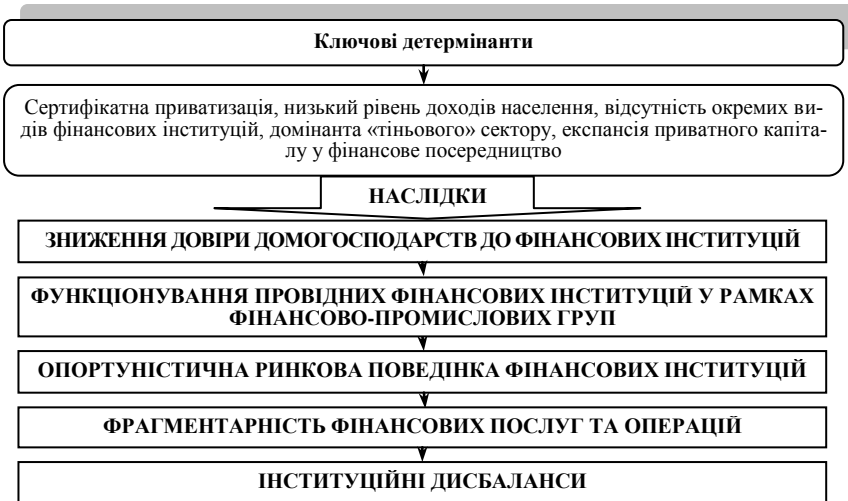 Ключові детермінанти
Сертифікатна приватизація, низький рівень доходів населення, відсутність окремих ви-
дів фінансових інституцій, домінанта «тіньового» сектору, експансія приватного капіта-
лу у фінансове посередництво
НАСЛІДКИ
ЗНИЖЕННЯ ДОВІРИ ДОМОГОСПОДАРСТВ ДО ФІНАНСОВИХ ІНСТИТУЦІЙ
ФУНКЦІОНУВАННЯ ПРОВІДНИХ ФІНАНСОВИХ ІНСТИТУЦІЙ У РАМКАХ
ФІНАНСОВО-ПРОМИСЛОВИХ ГРУП
ОПОРТУНІСТИЧНА РИНКОВА ПОВЕДІНКА ФІНАНСОВИХ ІНСТИТУЦІЙ
ФРАГМЕНТАРНІСТЬ ФІНАНСОВИХ ПОСЛУГ ТА ОПЕРАЦІЙ
ІНСТИТУЦІЙНІ ДИСБАЛАНСИ